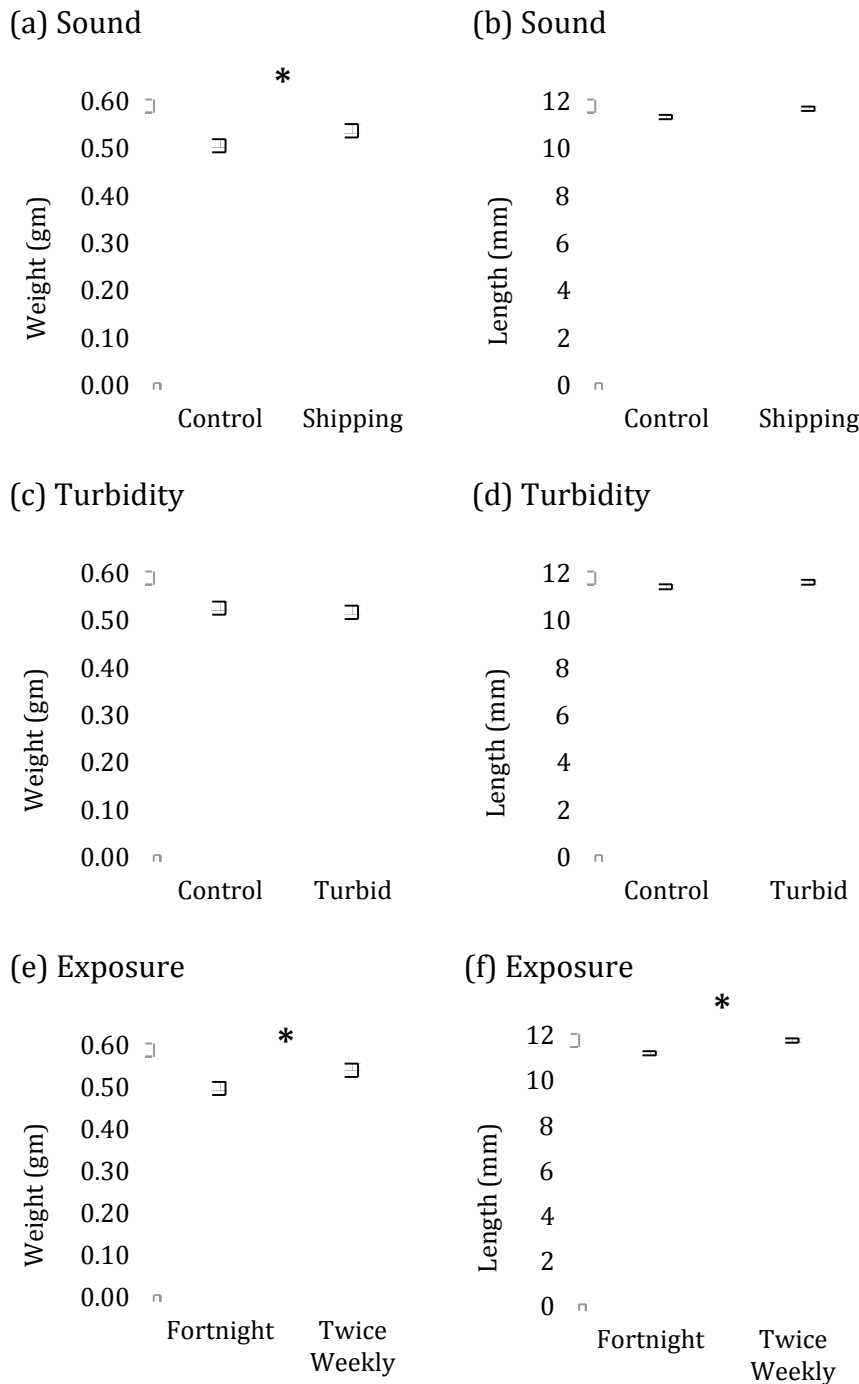 (a) Sound
*
0.60
0.50
0.40
0.30
0.20
0.10
0.00
Weight (gm)
Control Shipping
(b) Sound
12
10
8
6
4
2
0
Length (mm)
Control Shipping
(c) Turbidity
0.60
0.50
0.40
0.30
0.20
0.10
0.00
Weight (gm)
Control Turbid
(d) Turbidity
12
10
8
6
4
2
0
Length (mm)
Control Turbid
(e) Exposure
*
0.60
0.50
0.40
0.30
0.20
0.10
0.00
Weight (gm)
Fortnight Twice
Weekly
(f) Exposure
*
12
10
8
6
4
2
0
Length (mm)
Fortnight Twice
Weekly